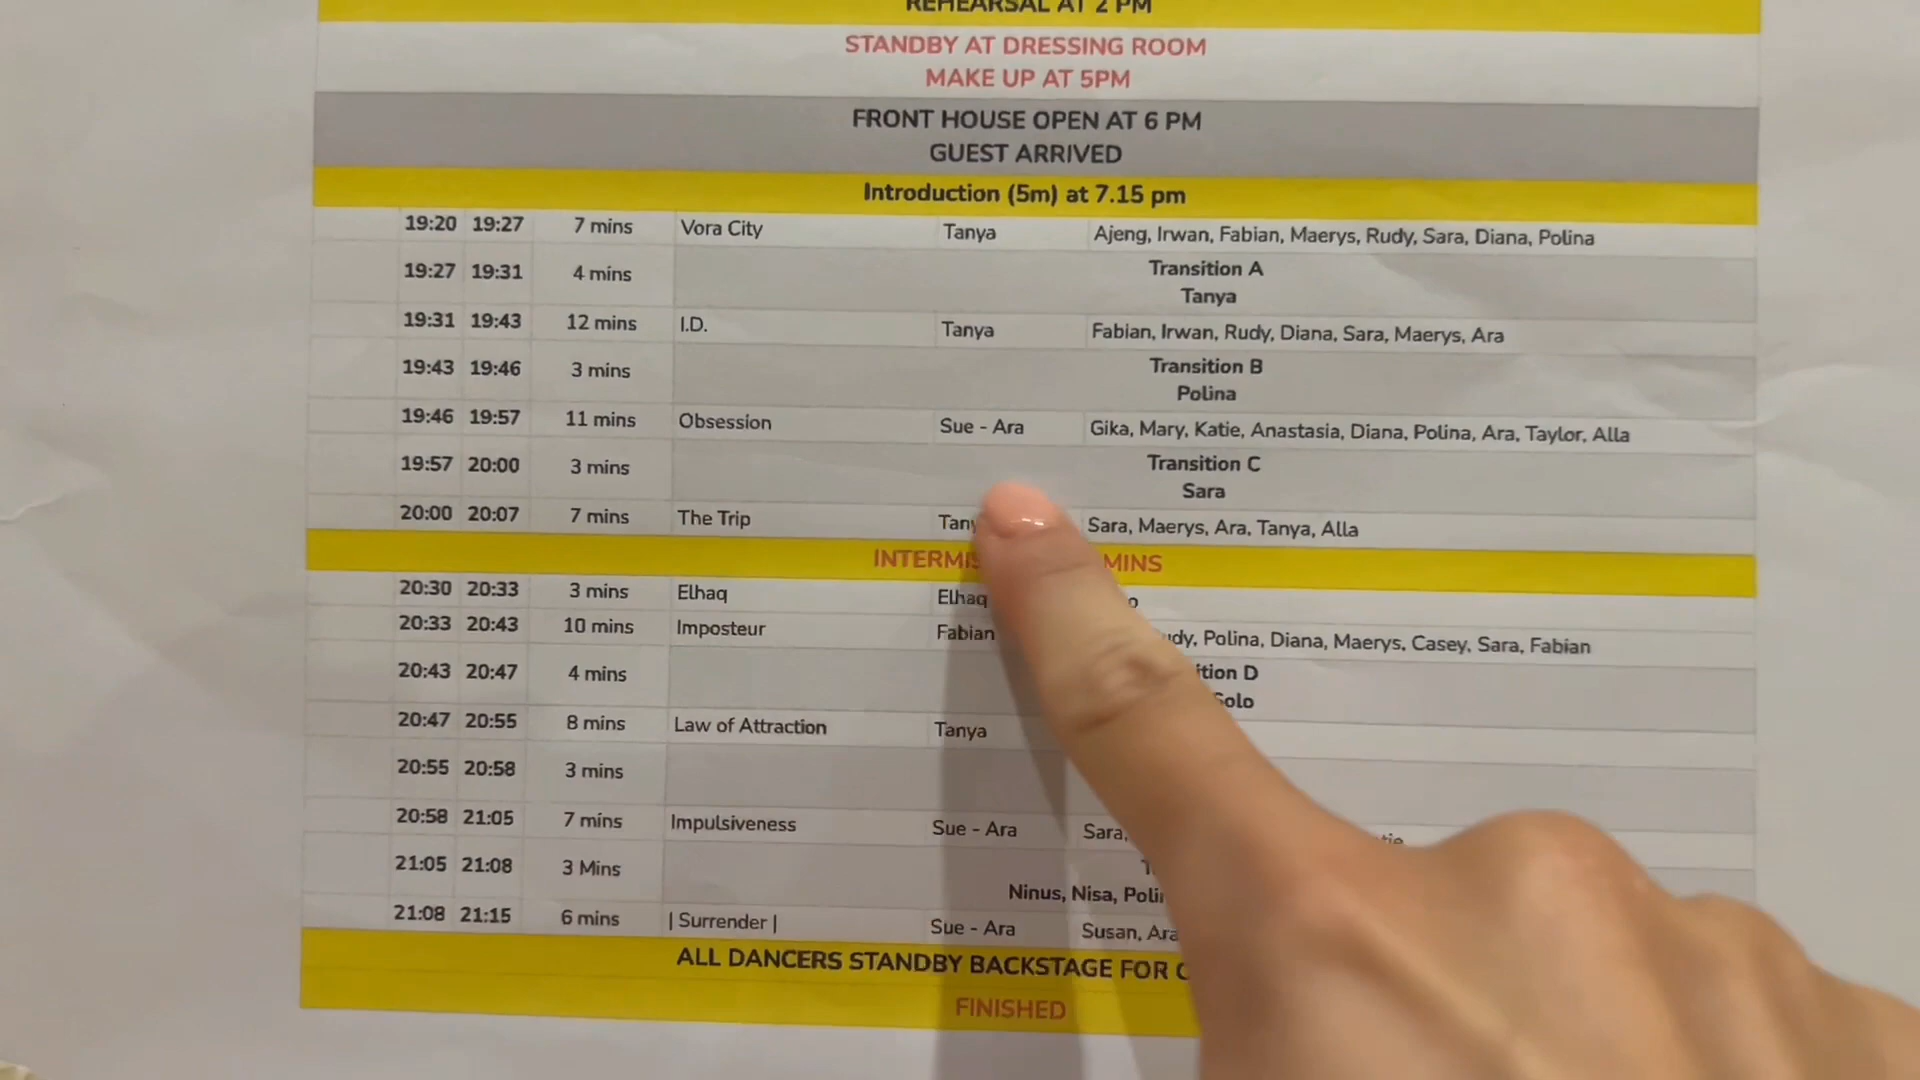 REHEARSAL AT 2 PM
STANDBY AT DRESSING ROOM
MAKE UP AT 5PM
FRONT HOUSE OPEN AT 6 PM
GUEST ARRIVED
Introduction (5m) at 7.15 pm
19:20 19:27 7 mins Vora City Tanya Ajeng, Irwan, Fabian, Maerys, Rudy, Sara, Diana, Polina
19:27 19:31 4 mins Transition A
Tanya
19:31 19:43 12 mins I.D. Tanya Fabian, Irwan, Rudy, Diana, Sara, Maerys, Ara
19:43 19:46 3 mins Transition B
Polina
19:46 19:57 11 mins Obsession Sue - Ara Gika, Mary, Katie, Anastasia, Diana, Polina, Ara, Taylor, Alla
19:57 20:00 3 mins Transition C
Sara
20:00 20:07 7 mins The Trip Sara, Maerys, Ara, Tanya, Alla
MINS
20:30 20:33 3 mins Elhaq Elhaq
20:33 20:43 10 mins Imposteur Fabian Polina, Diana, Maerys, Casey, Sara, Fabian
20:43 20:47 4 mins D
Solo
20:47 20:55 8 mins Law of Attraction Tanya
20:55 20:58 3 mins
20:58 21:05 7 mins Impulsiveness Sue - Ara Sara,
21:05 21:08 3 Mins
Ninus, Nisa,
21:08 21:15 6 mins | Surrender | Sue - Ara Susan,
ALL DANCERS STANDBY BACKSTAGE FOR
FINISHED